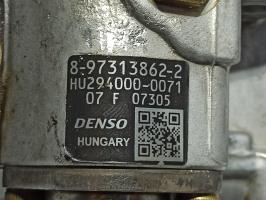 8-97313862-2
HU294000-0071
07 F 07305
DENSO
HUNGARY